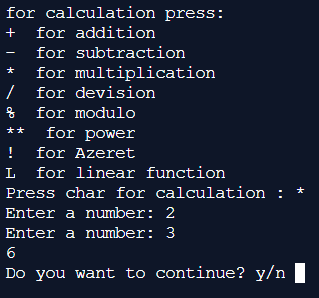 for calculation press:
+  for addition
-  for subtraction
*  for multiplication
/  for devision
%  for modulo
**  for power
!  for Azeret
L  for linear function
Press char for calculation : *
Enter a number: 2
Enter a number: 3
6
Do you want to continue? y/n